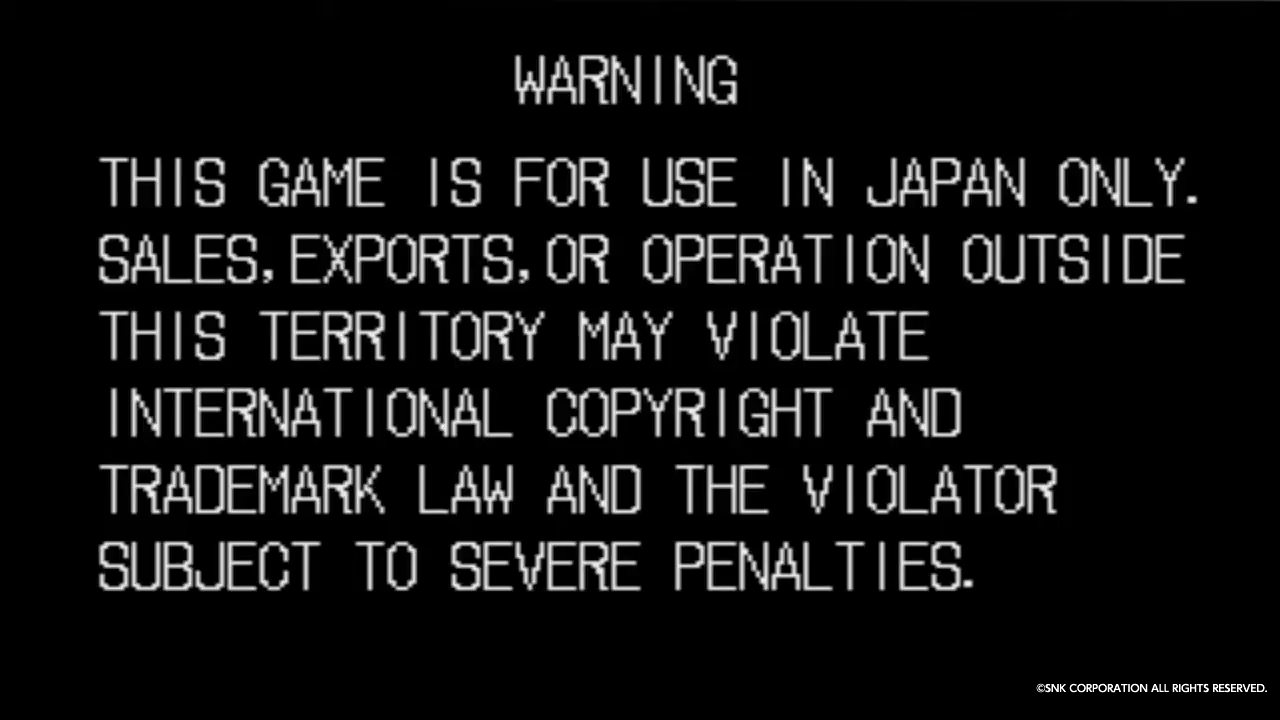 WARNING
THIS GAME IS FOR USE IN JAPAN ONLY.
SALES,EXPORTS,OR OPERATION OUTSIDE
THIS TERRITORY MAY VIOLATE
INTERNATIONAL COPYRIGHT AND
TRADEMARK LAW AND THE VIOLATOR
SUBJECT TO SEVERE PENALTIES.
©SNK CORPORATION ALL RIGHTS RESERVED.